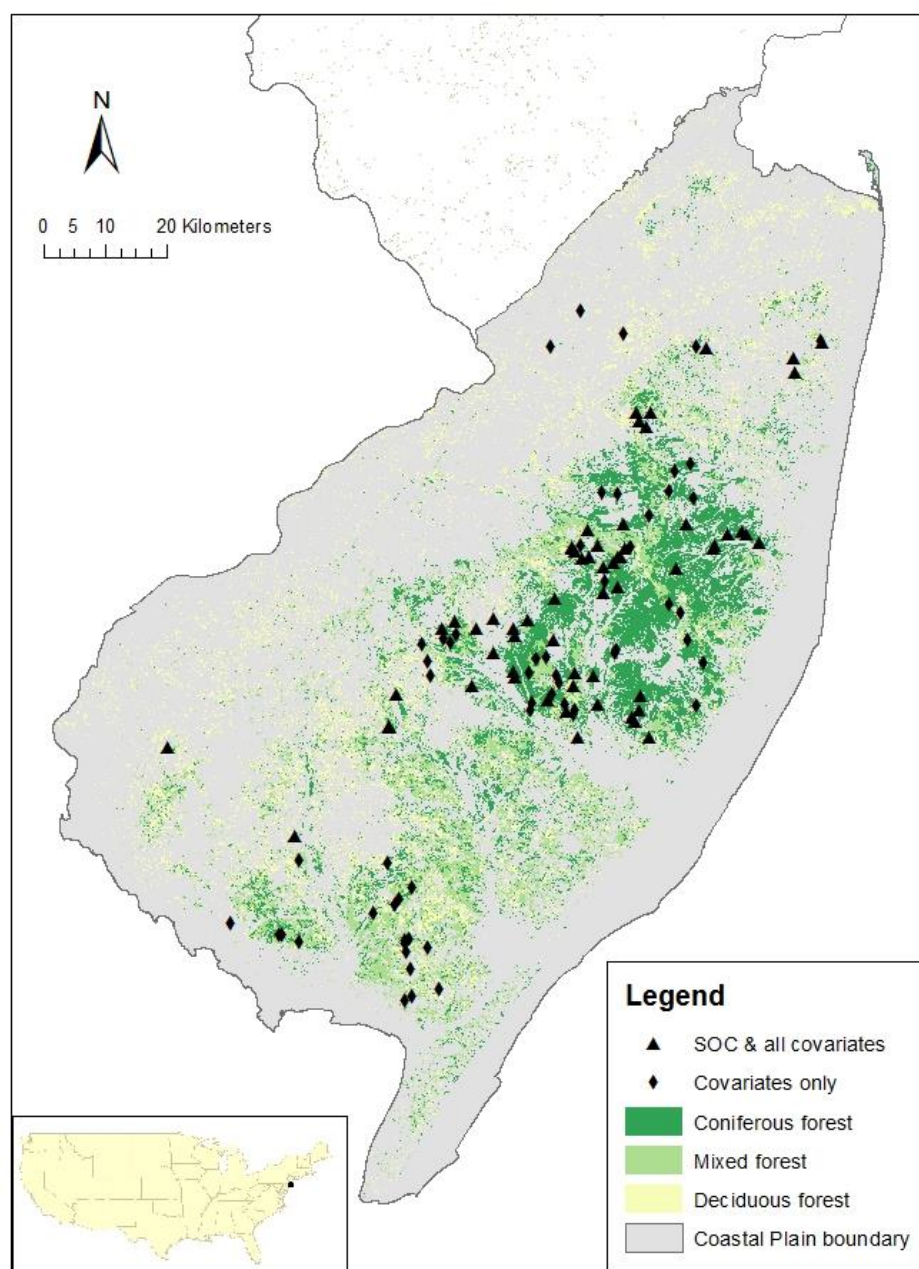 N
0 5 10 20 Kilometers
Legend
SOC & all covariates
Covariates only
Coniferous forest
Mixed forest
Deciduous forest
Coastal Plain boundary